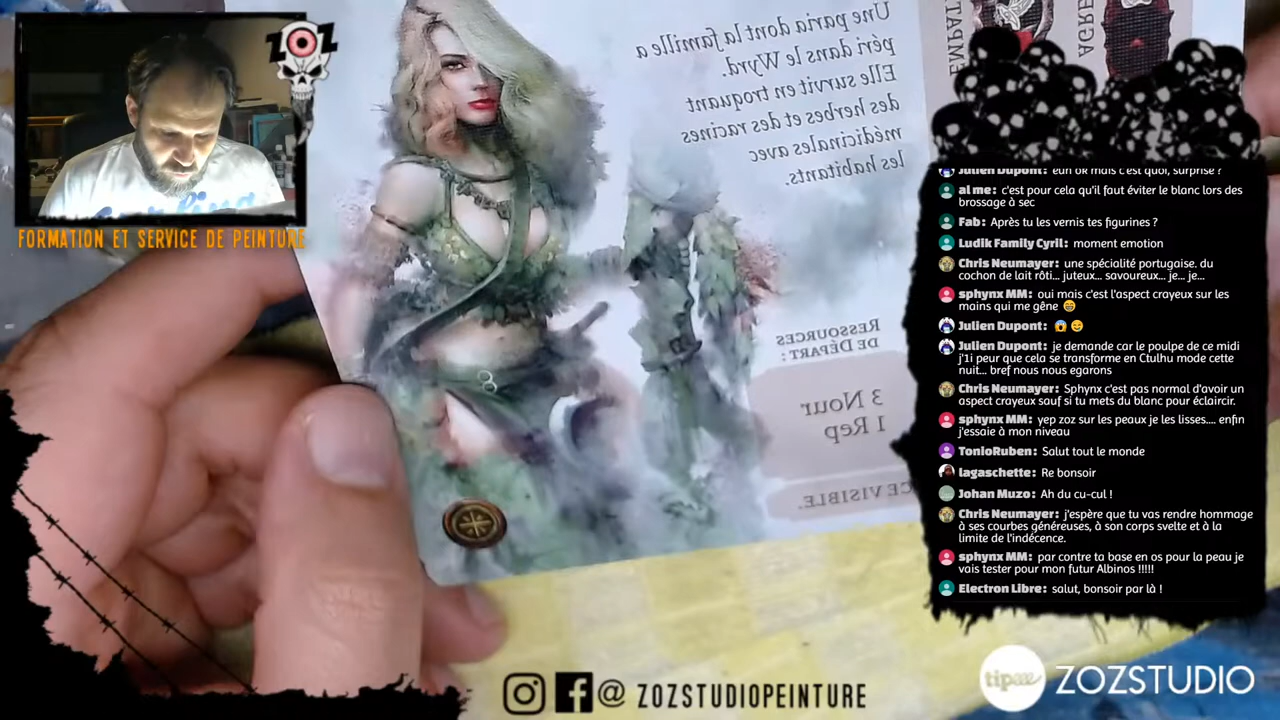 ZOZ
FORMATION ET SERVICE DE PEINTURE
Une paria dont la famille a
péri dans le Wyrd.
Elle survit en troquant
des herbes et des racines
médicinales avec
les habitants.
RESSOURCES
DE DÉPART :
3 Nour
1 Rep
CE VISIBLE.
EMPAT
AGRE
Julien Dupont: euh ok mais c'est quoi, surprise ?
al me: c'est pour cela qu'il faut éviter le blanc lors des
brossage à sec
Fab: Après tu les vernis tes figurines ?
Ludik Family Cyril: moment emotion
Chris Neumayer: une spécialité portugaise. du
cochon de lait rôti... juteux... savoureux... je... je...
sphynx MM: oui mais c'est l'aspect crayeux sur les
mains qui me gêne 😁
Julien Dupont: 😱 😊
Julien Dupont: je demande car le poulpe de ce midi
j'1i peur que cela se transforme en Ctulhu mode cette
nuit... bref nous nous egarons
Chris Neumayer: Sphynx c'est pas normal d'avoir un
aspect crayeux sauf si tu mets du blanc pour éclaircir.
sphynx MM: yep zoz sur les peaux je les lisses.... enfin
j'essaie à mon niveau
TonioRuben: Salut tout le monde
lagaschette: Re bonsoir
Johan Muzo: Ah du cu-cul !
Chris Neumayer: j'espère que tu vas rendre hommage
à ses courbes généreuses, à son corps svelte et à la
limite de l'indécence.
sphynx MM: par contre ta base en os pour la peau je
vais tester pour mon futur Albinos !!!!!
Electron Libre: salut, bonsoir par là !
@ ZOZSTUDIOPEINTURE
tipeee ZOZSTUDIO